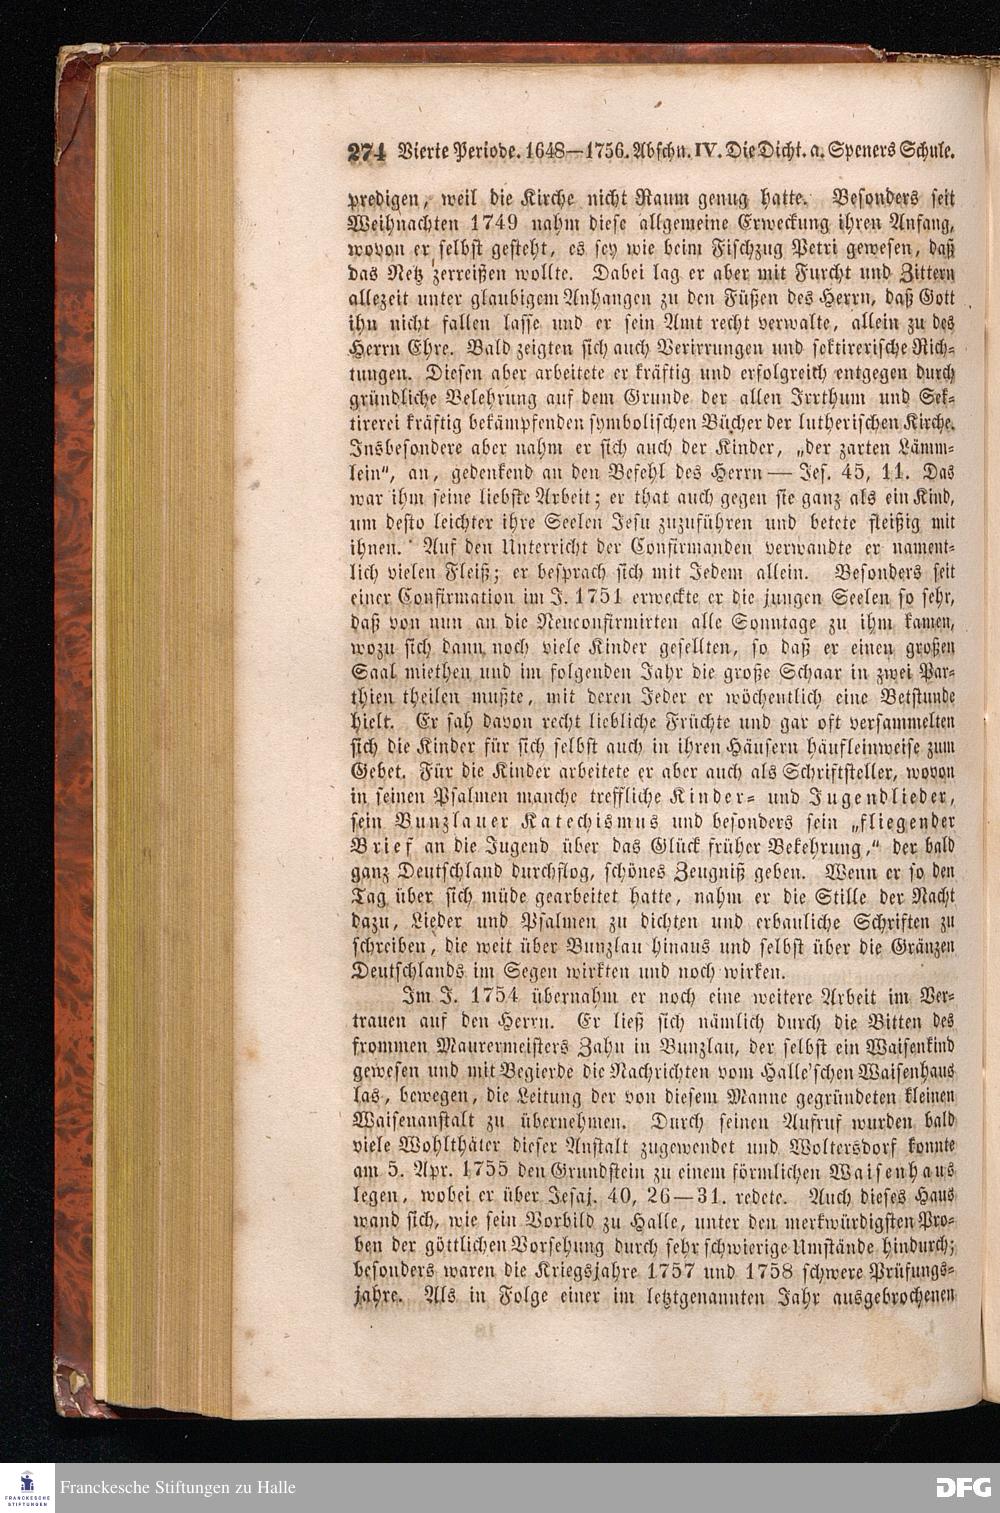 274 Vierte Periode. 1648—1756. Abschn. IV. Die Dicht. a. Speners Schule.
predigen, weil die Kirche nicht Raum genug hatte. Besonders seit
Weihnachten 1749 nahm diese allgemeine Erweckung ihren Anfang,
wovon er selbst gesteht, es sey wie beim Fischzug Petri gewesen, daß
das Netz zerreißen wollte. Dabei lag er aber mit Furcht und Zittern
allezeit unter glaubigem Anhangen zu den Füßen des Herrn, daß Gott
ihn nicht fallen lasse und er sein Amt recht verwalte, allein zu des
Herrn Ehre. Bald zeigten sich auch Verirrungen und sektirerische Rich-
tungen. Diesen aber arbeitete er kräftig und erfolgreich entgegen durch
gründliche Belehrung auf dem Grunde der allen Irrthum und Sek-
tirerei kräftig bekämpfenden symbolischen Bücher der lutherischen Kirche.
Insbesondere aber nahm er sich auch der Kinder, „der zarten Lämm-
lein“, an, gedenkend an den Befehl des Herrn — Jes. 45, 11. Das
war ihm seine liebste Arbeit; er that auch gegen sie ganz als ein Kind,
um desto leichter ihre Seelen Jesu zuzuführen und betete fleißig mit
ihnen. Auf den Unterricht der Confirmanden verwandte er nament-
lich vielen Fleiß; er besprach sich mit Jedem allein. Besonders seit
einer Confirmation im J. 1751 erweckte er die jungen Seelen so sehr,
daß von nun an die Neuconfirmirten alle Sonntage zu ihm kamen,
wozu sich dann noch viele Kinder gesellten, so daß er einen großen
Saal miethen und im folgenden Jahr die große Schaar in zwei Par-
thien theilen mußte, mit deren Jeder er wöchentlich eine Betstunde
hielt. Er sah davon recht liebliche Früchte und gar oft versammelten
sich die Kinder für sich selbst auch in ihren Häusern häufleinweise zum
Gebet. Für die Kinder arbeitete er aber auch als Schriftsteller, wovon
in seinen Psalmen manche treffliche Kinder- und Jugendlieder,
sein Bunzlauer Katechismus und besonders sein „fliegender
Brief an die Jugend über das Glück früher Bekehrung,“ der bald
ganz Deutschland durchflog, schönes Zeugniß geben. Wenn er so den
Tag über sich müde gearbeitet hatte, nahm er die Stille der Nacht
dazu, Lieder und Psalmen zu dichten und erbauliche Schriften zu
schreiben, die weit über Bunzlau hinaus und selbst über die Gränzen
Deutschlands im Segen wirkten und noch wirken.
Im J. 1754 übernahm er noch eine weitere Arbeit im Ver-
trauen auf den Herrn. Er ließ sich nämlich durch die Bitten des
frommen Maurermeisters Zahn in Bunzlau, der selbst ein Waisenkind
gewesen und mit Begierde die Nachrichten vom Halle'schen Waisenhaus
las, bewegen, die Leitung der von diesem Manne gegründeten kleinen
Waisenanstalt zu übernehmen. Durch seinen Aufruf wurden bald
viele Wohlthäter dieser Anstalt zugewendet und Woltersdorf konnte
am 5. Apr. 1755 den Grundstein zu einem förmlichen Waisenhaus
legen, wobei er über Jesaj. 40, 26—31. redete. Auch dieses Haus
wand sich, wie sein Vorbild zu Halle, unter den merkwürdigsten Pro-
ben der göttlichen Vorsehung durch sehr schwierige Umstände hindurch;
besonders waren die Kriegsjahre 1757 und 1758 schwere Prüfungs-
jahre. Als in Folge einer im letztgenannten Jahr ausgebrochenen
FRANCKESCHE
STIFTUNGEN
Franckesche Stiftungen zu Halle
DFG